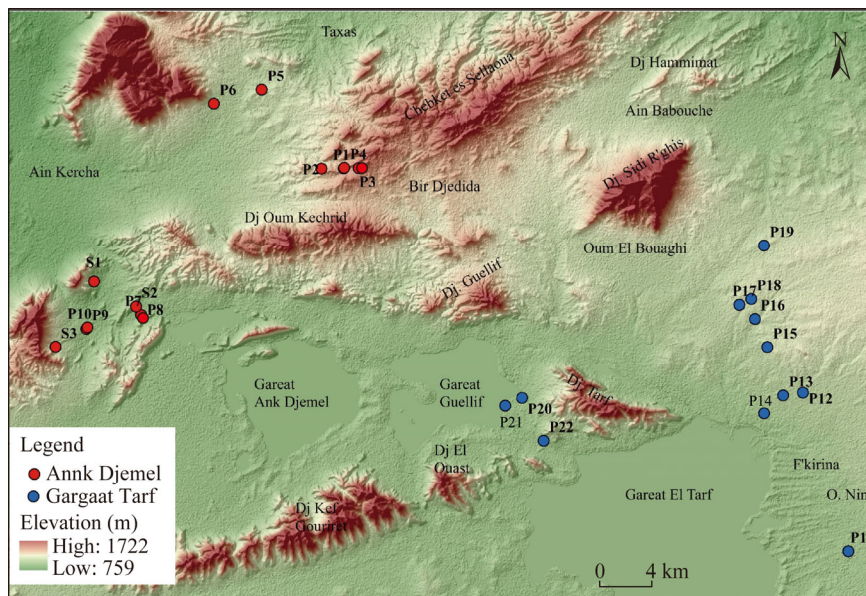 Taxas
N
Dj Hammimat
Chebket es Sellaoua
P5
P6
Ain Babouche
P1 P4
P2
P3
Ain Kercha
Bir Djedida
Dj. Sidi R'ghis
Dj Oum Kechrid
Oum El Bouaghi
P19
S1
Dj. Guellif
S2
P7
P8
P10 P9
S3
P18
P17
P16
P15
Gareat
Ank Djemel
Gareat
Guellif
Dj. Tarf
P13
P12
P14
P20
P21
P22
Legend
Annk Djemel
Gargaat Tarf
Elevation (m)
High: 1722
Low: 759
Dj El
Ouast
F'kirina
Gareat El Tarf
O. Nin
Dj Kef
Gouriret
P1
0 4 km